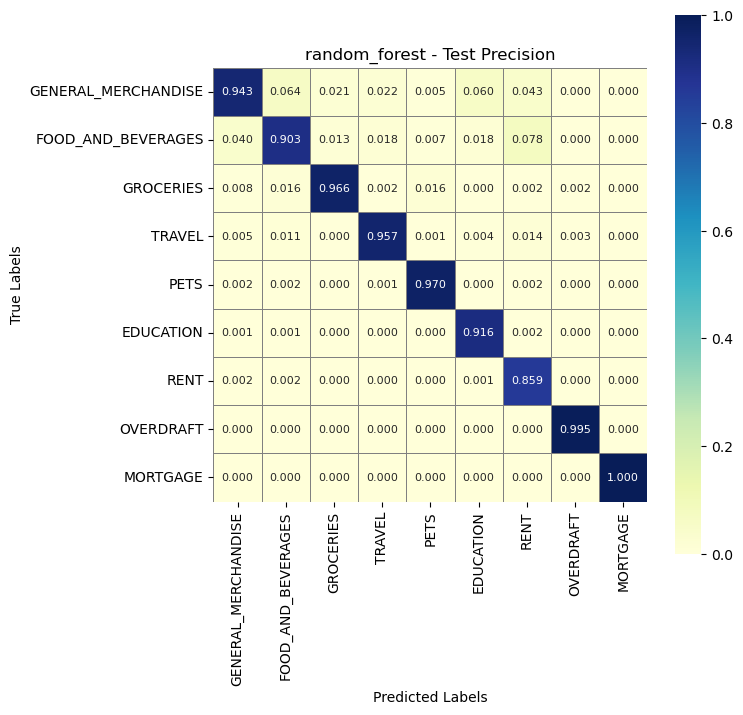 random_forest - Test Precision
True Labels
GENERAL_MERCHANDISE 0.943 0.064 0.021 0.022 0.005 0.060 0.043 0.000 0.000
FOOD_AND_BEVERAGES 0.040 0.903 0.013 0.018 0.007 0.018 0.078 0.000 0.000
GROCERIES 0.008 0.016 0.966 0.002 0.016 0.000 0.002 0.002 0.000
TRAVEL 0.005 0.011 0.000 0.957 0.001 0.004 0.014 0.003 0.000
PETS 0.002 0.002 0.000 0.001 0.970 0.000 0.002 0.000 0.000
EDUCATION 0.001 0.001 0.000 0.000 0.000 0.916 0.002 0.000 0.000
RENT 0.002 0.002 0.000 0.000 0.000 0.001 0.859 0.000 0.000
OVERDRAFT 0.000 0.000 0.000 0.000 0.000 0.000 0.000 0.995 0.000
MORTGAGE 0.000 0.000 0.000 0.000 0.000 0.000 0.000 0.000 1.000
GENERAL_MERCHANDISE
FOOD_AND_BEVERAGES
GROCERIES
TRAVEL
PETS
EDUCATION
RENT
OVERDRAFT
MORTGAGE
Predicted Labels
1.0
0.8
0.6
0.4
0.2
0.0